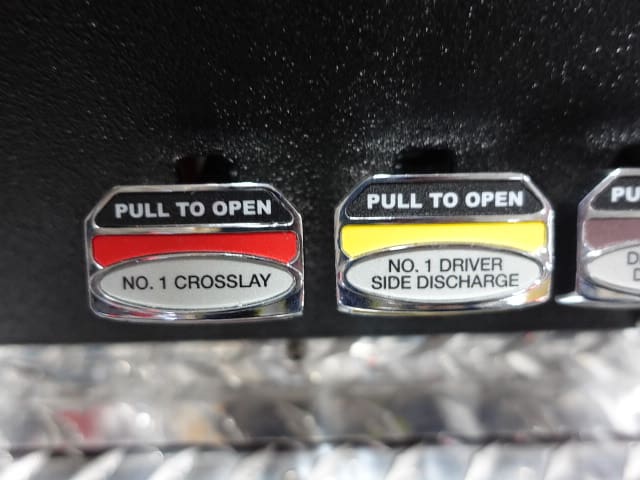 PULL TO OPEN
NO. 1 CROSSLAY
PULL TO OPEN
NO. 1 DRIVER
SIDE DISCHARGE